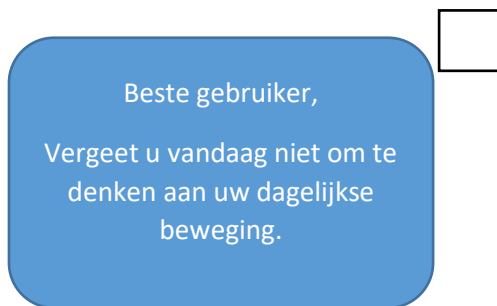 Beste gebruiker,
Vergeet u vandaag niet om te
denken aan uw dagelijkse
beweging.